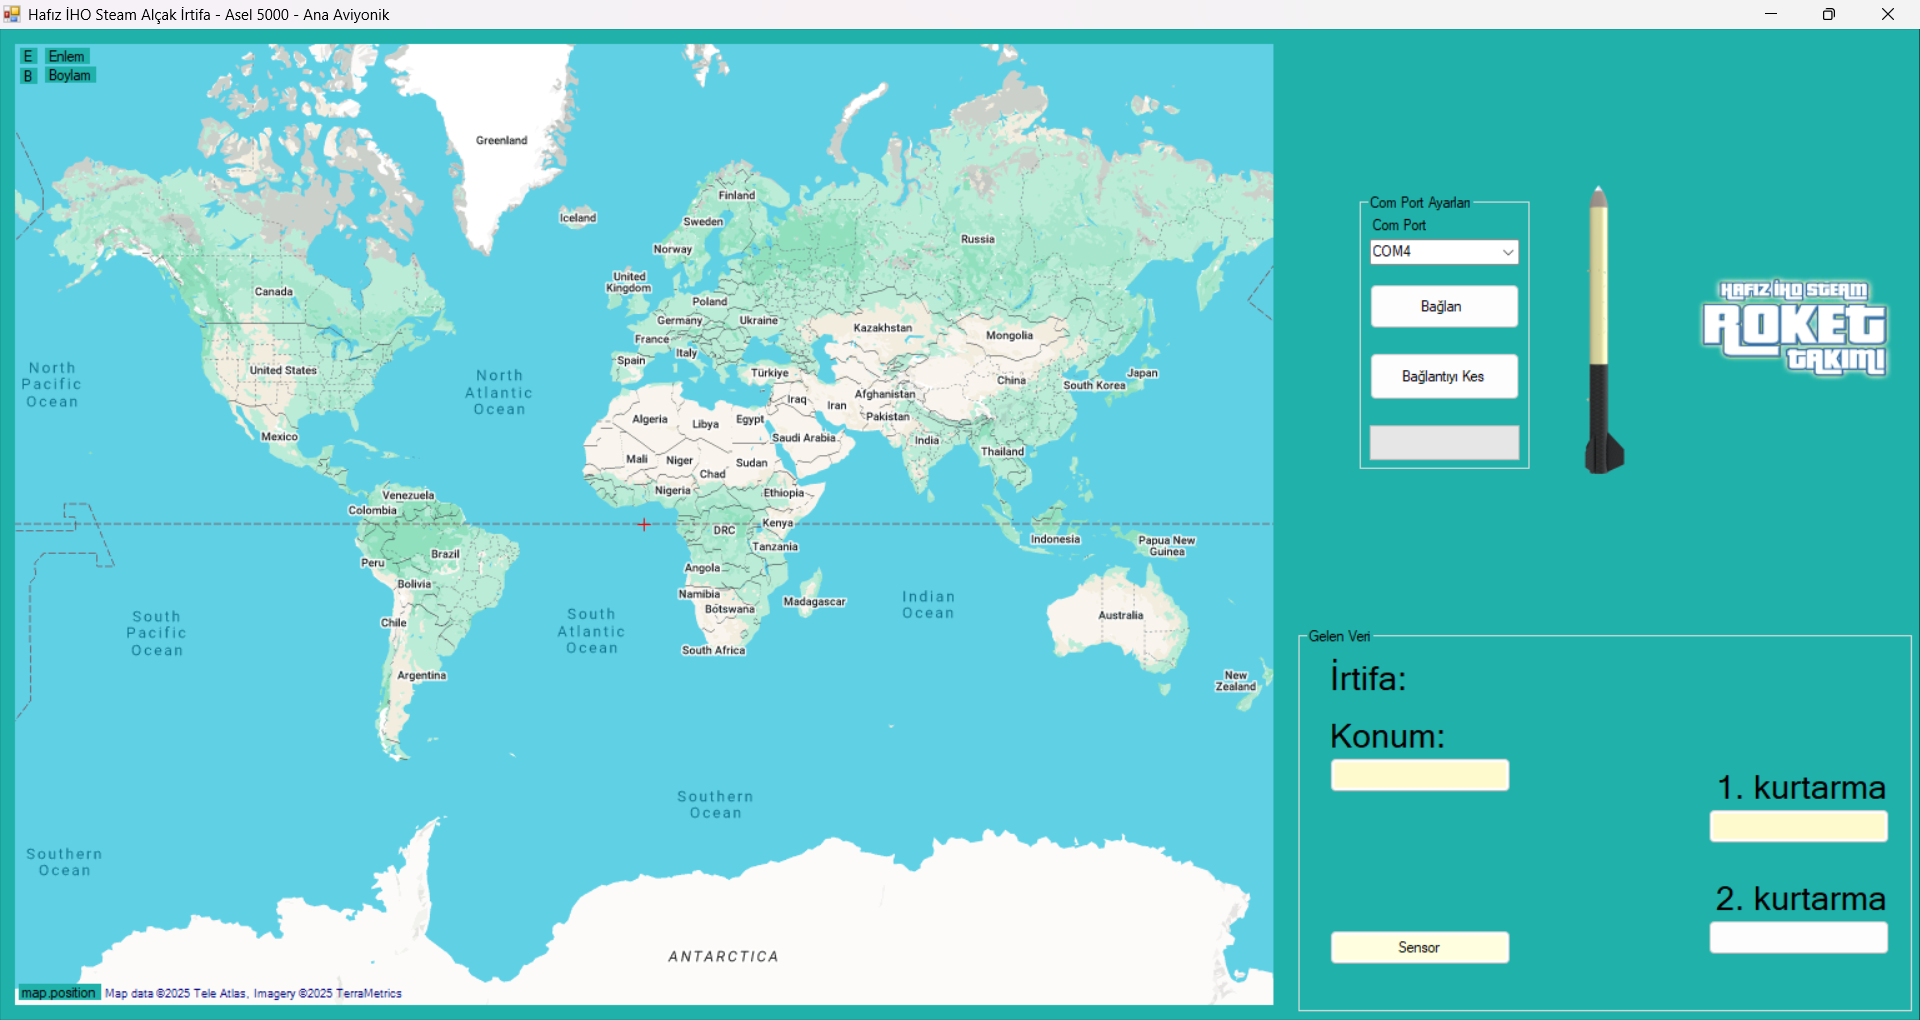 Hafız İHO Steam Alçak İrtifa - Asel 5000 - Ana Aviyonik
E Enlem
B Boylam
Greenland
Iceland
Finland
Sweden
Norway
Russia
United
Kingdom
Canada
Poland
Germany
Ukraine
France
Kazakhstan
Mongolia
Italy
Spain
United States
Türkiye
North
Pacific
Ocean
North
Atlantic
Ocean
China
Japan
South Korea
Afghanistan
Iraq
Iran
Pakistan
Algeria
Libya
Egypt
Saudi Arabia
India
Mexico
Thailand
Mali
Niger
Chad
Sudan
Nigeria
Ethiopia
Venezuela
Colombia
DRC
Kenya
Indonesia
Papua New
Guinea
Tanzania
Brazil
Peru
Angola
Bolivia
Namibia
Botswana
Madagascar
Indian
Ocean
Australia
South
Pacific
Ocean
South
Atlantic
Ocean
Chile
South Africa
Argentina
New
Zealand
Southern
Ocean
Southern
Ocean
ANTARCTICA
map.position Map data ©2025 Tele Atlas, Imagery ©2025 TerraMetrics
Com Port Ayarları
Com Port
COM4
Bağlan
Bağlantıyı Kes
HAFIZ İHO STEAM
ROKET
TAKIMI
Gelen Veri
İrtifa:
Konum:
1. kurtarma
2. kurtarma
Sensor